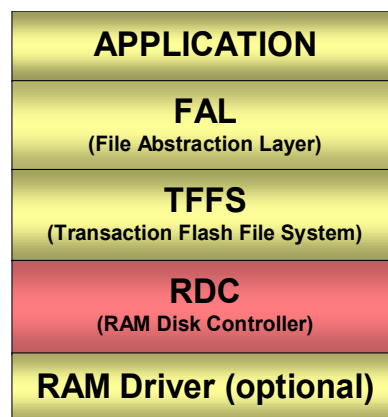 APPLICATION
FAL
(File Abstraction Layer)
TFFS
(Transaction Flash File System)
RDC
(RAM Disk Controller)
RAM Driver (optional)